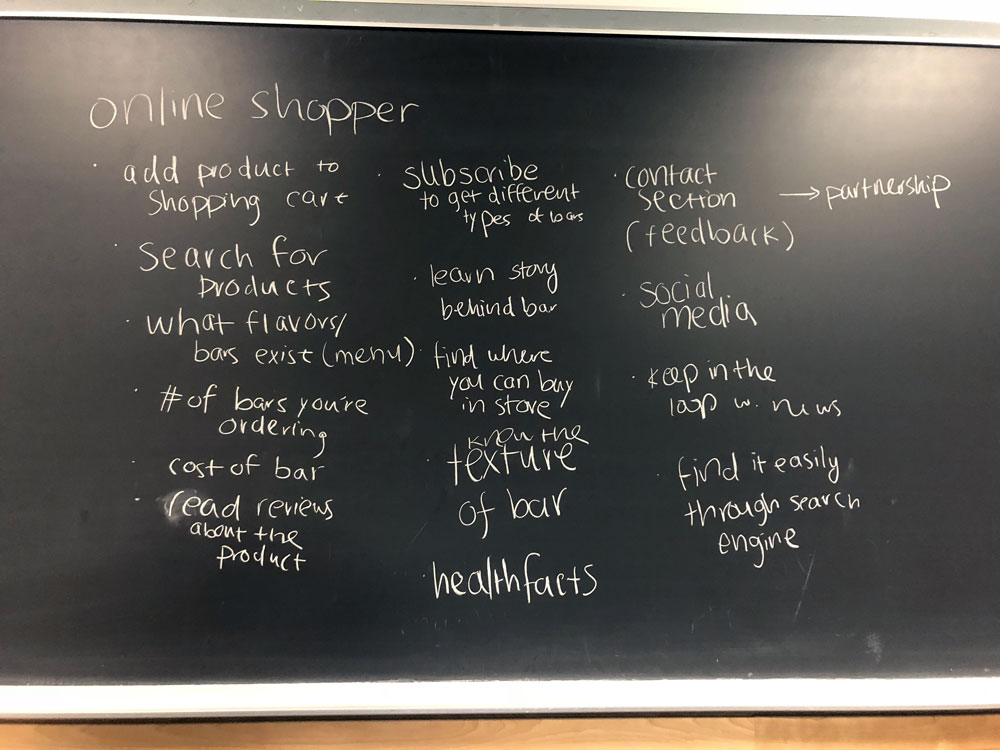 online shopper
· add product to
shopping cart
· search for
products
· what flavors/
bars exist (menu)
· # of bars you're
ordering
· cost of bar
· read reviews
about the
product
· subscribe
to get different
types of bars
· learn story
behind bar
· find where
you can buy
in store
· know the
texture
of bar
· healthfacts
· contact
section → partnership
(feedback)
· social
media
· keep in the
loop w. news
· find it easily
through search
engine